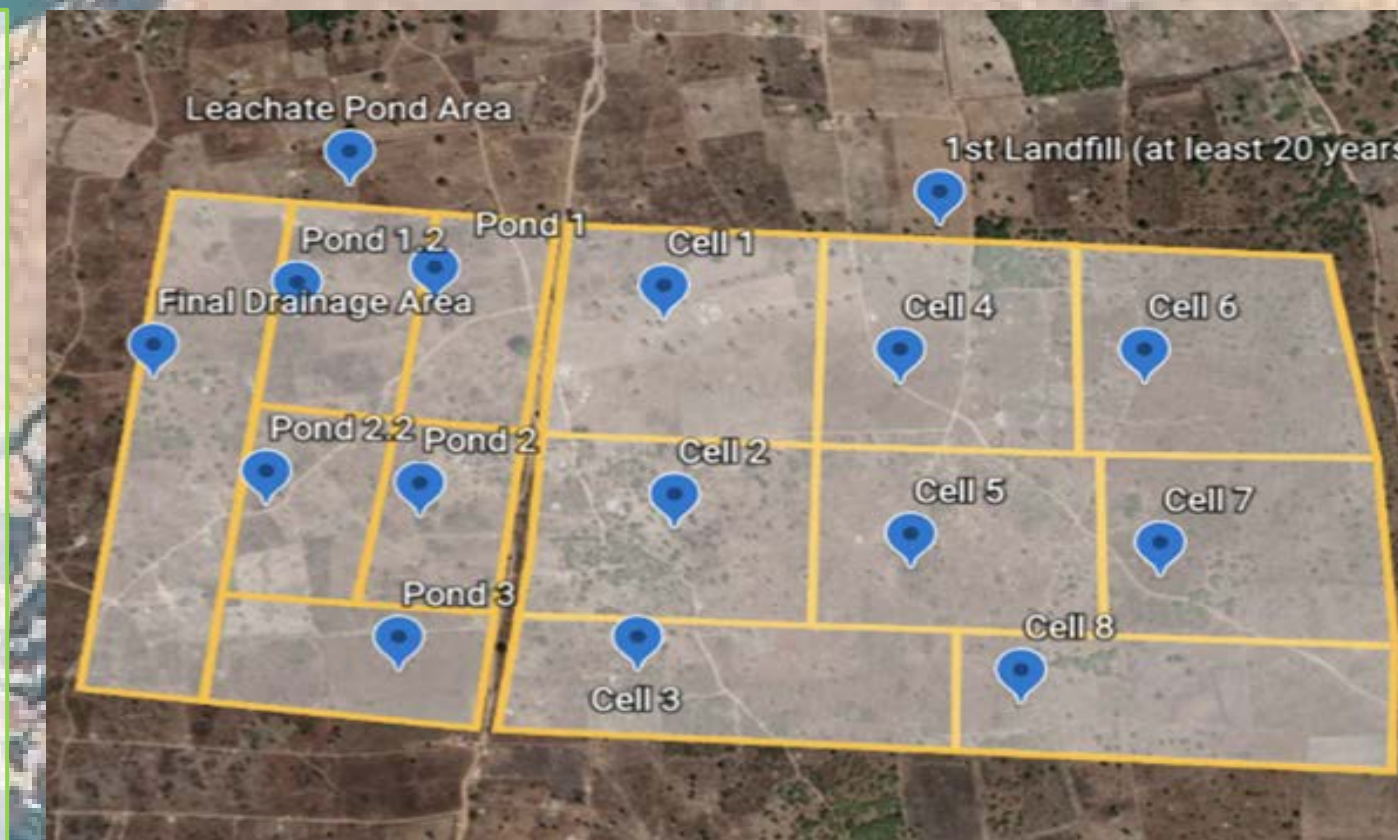 Leachate Pond Area
1st Landfill (at least 20 years
Pond 1
Pond 1.2
Cell 1
Final Drainage Area
Cell 4
Cell 6
Pond 2.2
Pond 2
Cell 2
Cell 5
Cell 7
Pond 3
Cell 8
Cell 3